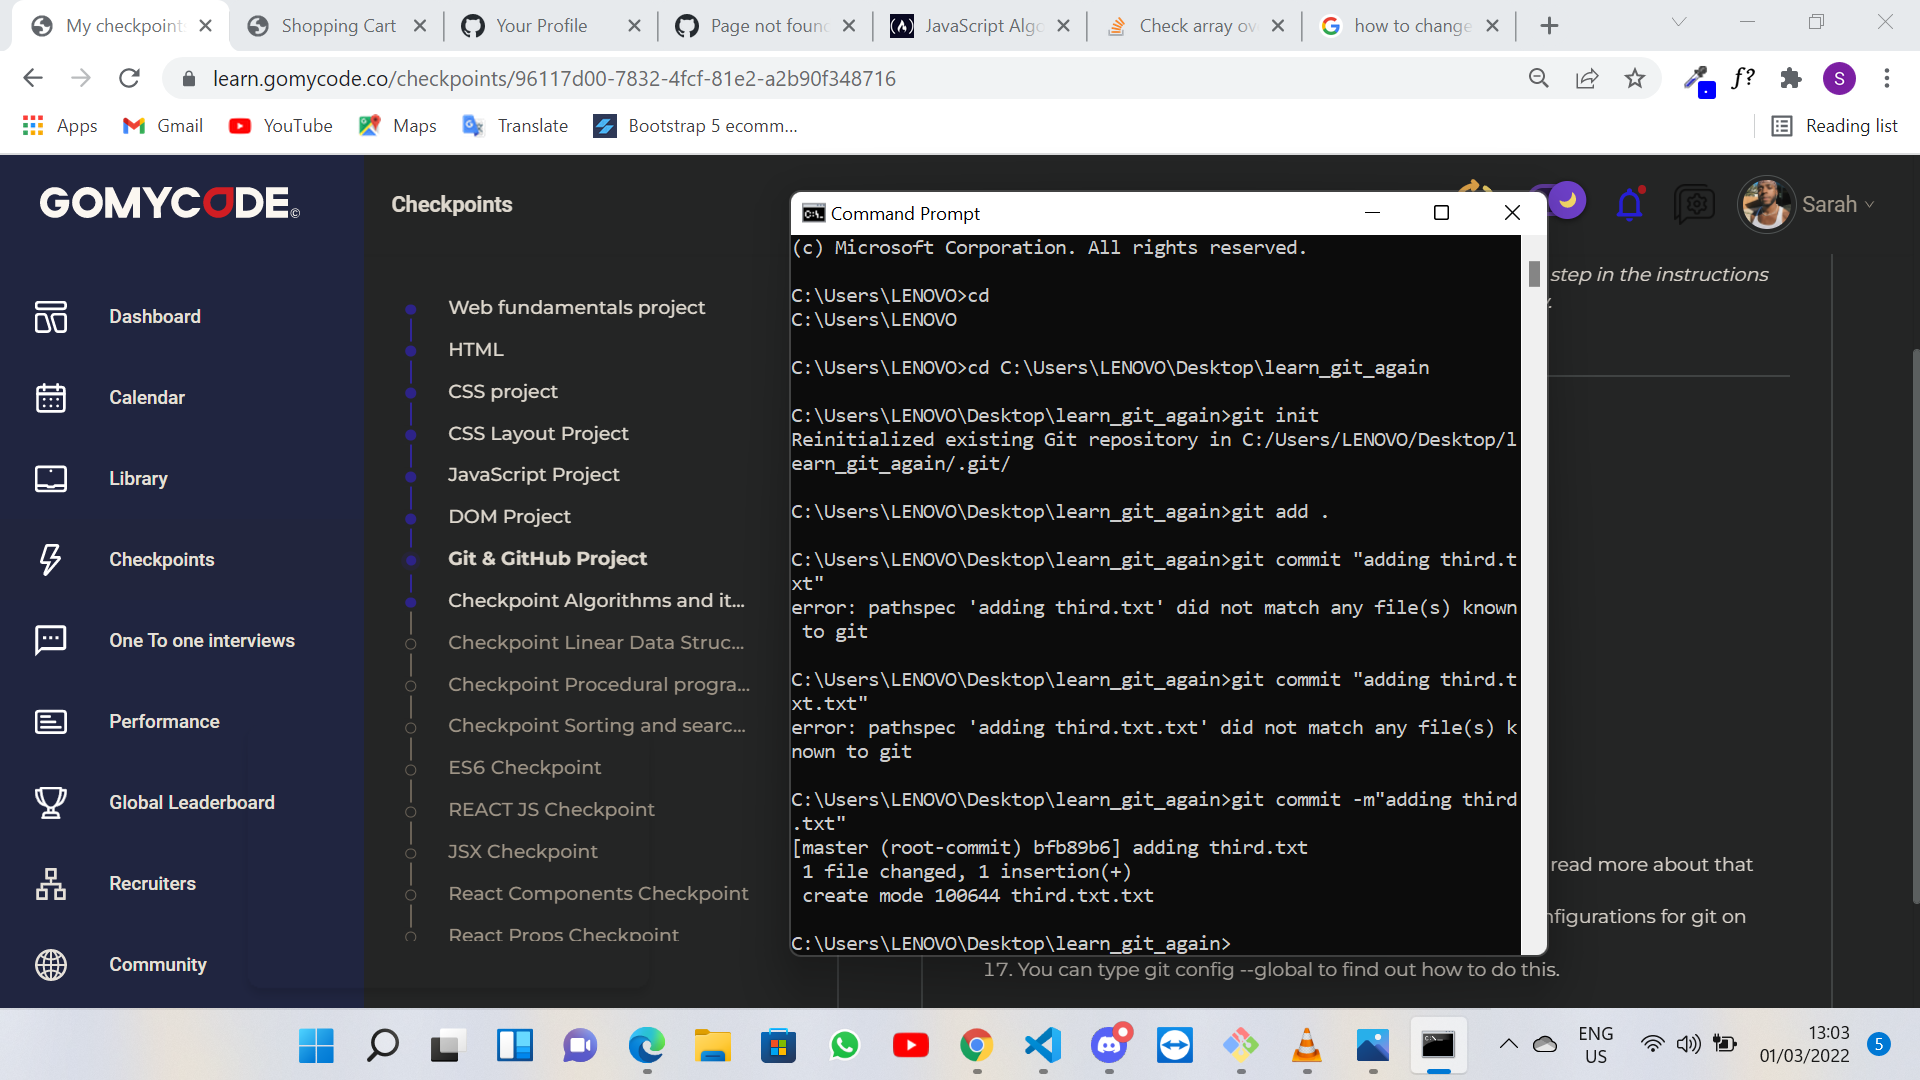 My checkpoint
Shopping Cart
Your Profile
Page not foun
JavaScript Algo
Check array ov
how to change
learn.gomycode.co/checkpoints/96117d00-7832-4fcf-81e2-a2b90f348716
f?
S
Apps
Gmail
YouTube
Maps
Translate
Bootstrap 5 ecomm...
Reading list
GOMYCODE©
Checkpoints
Sarah
Dashboard
Calendar
Library
Checkpoints
One To one interviews
Performance
Global Leaderboard
Recruiters
Community
Web fundamentals project
HTML
CSS project
CSS Layout Project
JavaScript Project
DOM Project
Git & GitHub Project
Checkpoint Algorithms and it...
Checkpoint Linear Data Struc...
Checkpoint Procedural progra...
Checkpoint Sorting and searc...
ES6 Checkpoint
REACT JS Checkpoint
JSX Checkpoint
React Components Checkpoint
React Props Checkpoint
Command Prompt
(c) Microsoft Corporation. All rights reserved.
C:\Users\LENOVO>cd
C:\Users\LENOVO
C:\Users\LENOVO>cd C:\Users\LENOVO\Desktop\learn_git_again
C:\Users\LENOVO\Desktop\learn_git_again>git init
Reinitialized existing Git repository in C:/Users/LENOVO/Desktop/l
earn_git_again/.git/
C:\Users\LENOVO\Desktop\learn_git_again>git add .
C:\Users\LENOVO\Desktop\learn_git_again>git commit "adding third.t
xt"
error: pathspec 'adding third.txt' did not match any file(s) known
 to git
C:\Users\LENOVO\Desktop\learn_git_again>git commit "adding third.t
xt.txt"
error: pathspec 'adding third.txt.txt' did not match any file(s) k
nown to git
C:\Users\LENOVO\Desktop\learn_git_again>git commit -m"adding third
.txt"
[master (root-commit) bfb89b6] adding third.txt
 1 file changed, 1 insertion(+)
 create mode 100644 third.txt.txt
C:\Users\LENOVO\Desktop\learn_git_again>
step in the instructions
read more about that
nfigurations for git on
17. You can type git config --global to find out how to do this.
ENG
US
13:03
01/03/2022
5